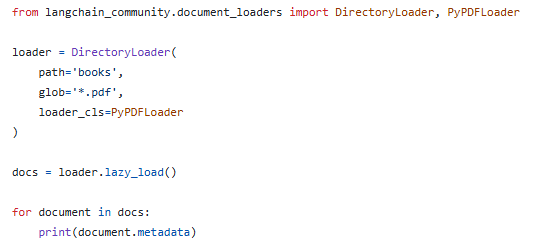 from langchain_community.document_loaders import DirectoryLoader, PyPDFLoader

loader = DirectoryLoader(
    path='books',
    glob='*.pdf',
    loader_cls=PyPDFLoader
)

docs = loader.lazy_load()

for document in docs:
    print(document.metadata)